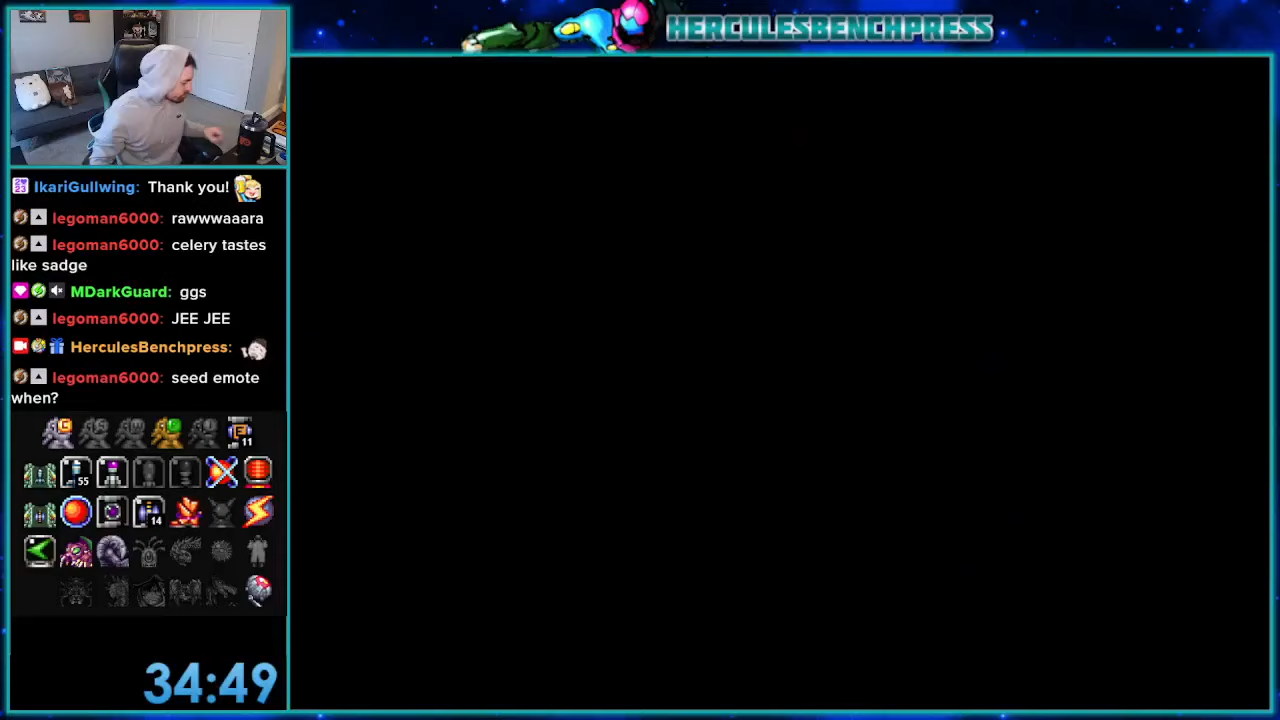 HERCULESBENCHPRESS
IkariGullwing: Thank you!
legoman6000: rawwwaaara
legoman6000: celery tastes
like sadge
MDarkGuard: ggs
legoman6000: JEE JEE
HerculesBenchpress:
legoman6000: seed emote
when?
11
55
14
34:49